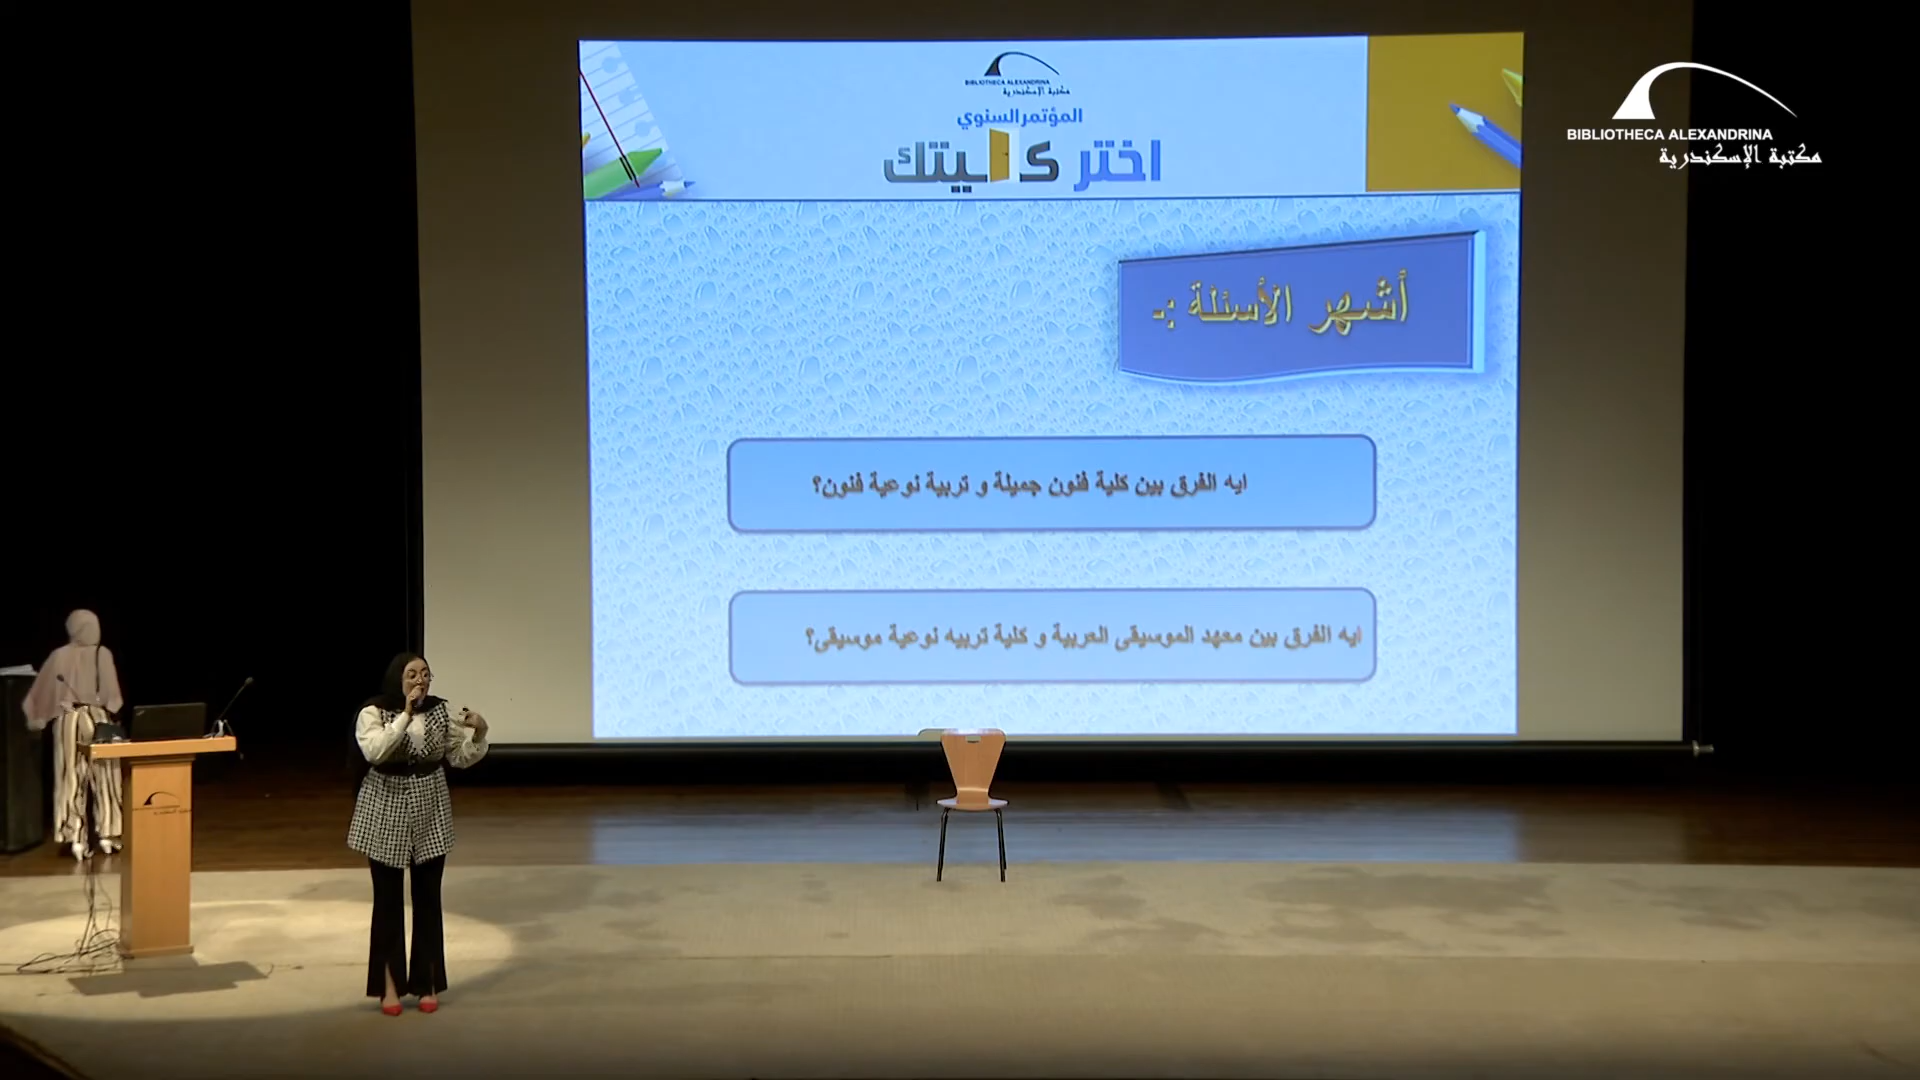 BIBLIOTHECA ALEXANDRINA
مكتبة الإسكندرية
المؤتمر السنوي
اختر كليتك
أشهر الأسئلة :-
ايه الفرق بين كلية فنون جميلة و تربية نوعية فنون؟
ايه الفرق بين معهد الموسيقى العربية و كلية تربيه نوعية موسيقى؟
BIBLIOTHECA ALEXANDRINA
مكتبة الإسكندرية